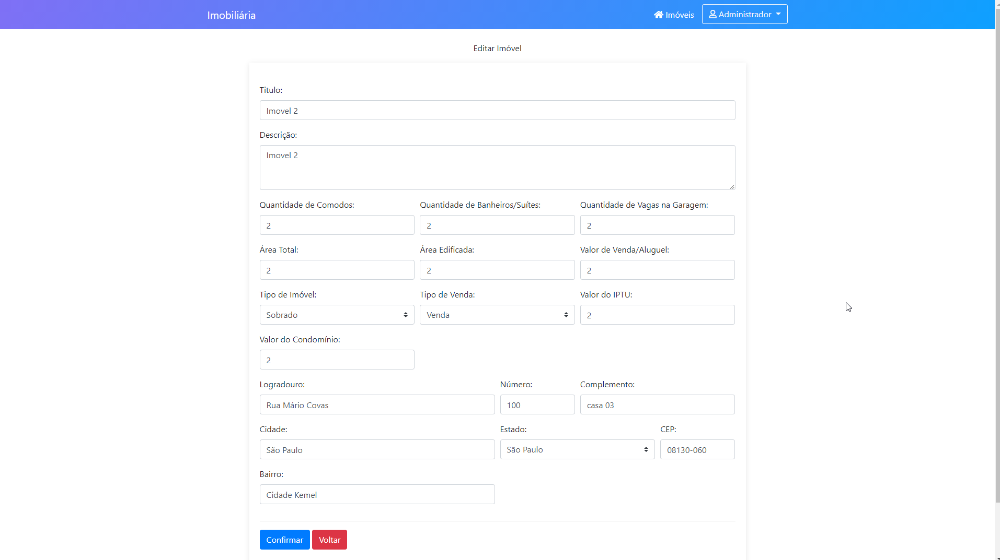 Imobiliária
Imóveis
Administrador
Editar Imóvel
Titulo:
Imovel 2
Descrição:
Imovel 2
Quantidade de Comodos: Quantidade de Banheiros/Suítes: Quantidade de Vagas na Garagem:
2 2 2
Área Total: Área Edificada: Valor de Venda/Aluguel:
2 2 2
Tipo de Imóvel: Tipo de Venda: Valor do IPTU:
Sobrado Venda 2
Valor do Condomínio:
2
Logradouro: Número: Complemento:
Rua Mário Covas 100 casa 03
Cidade: Estado: CEP:
São Paulo São Paulo 08130-060
Bairro:
Cidade Kemel
Confirmar Voltar